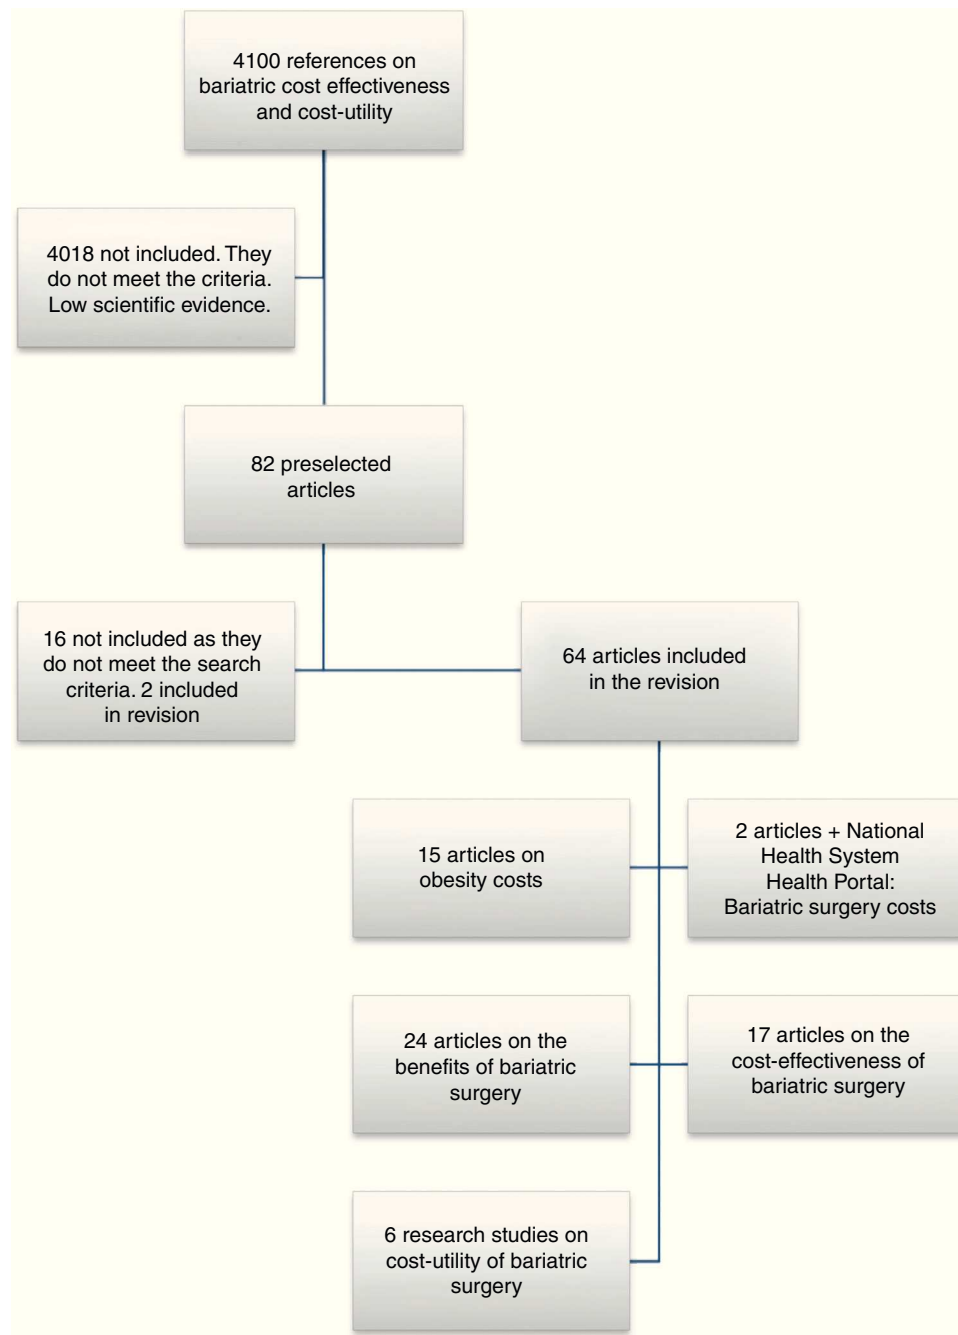 4100 references on
bariatric cost effectiveness
and cost-utility
4018 not included. They
do not meet the criteria.
Low scientific evidence.
82 preselected
articles
16 not included as they
do not meet the search
criteria. 2 included
in revision
64 articles included
in the revision
15 articles on
obesity costs
2 articles + National
Health System
Health Portal:
Bariatric surgery costs
24 articles on the
benefits of bariatric
surgery
17 articles on the
cost-effectiveness of
bariatric surgery
6 research studies on
cost-utility of bariatric
surgery